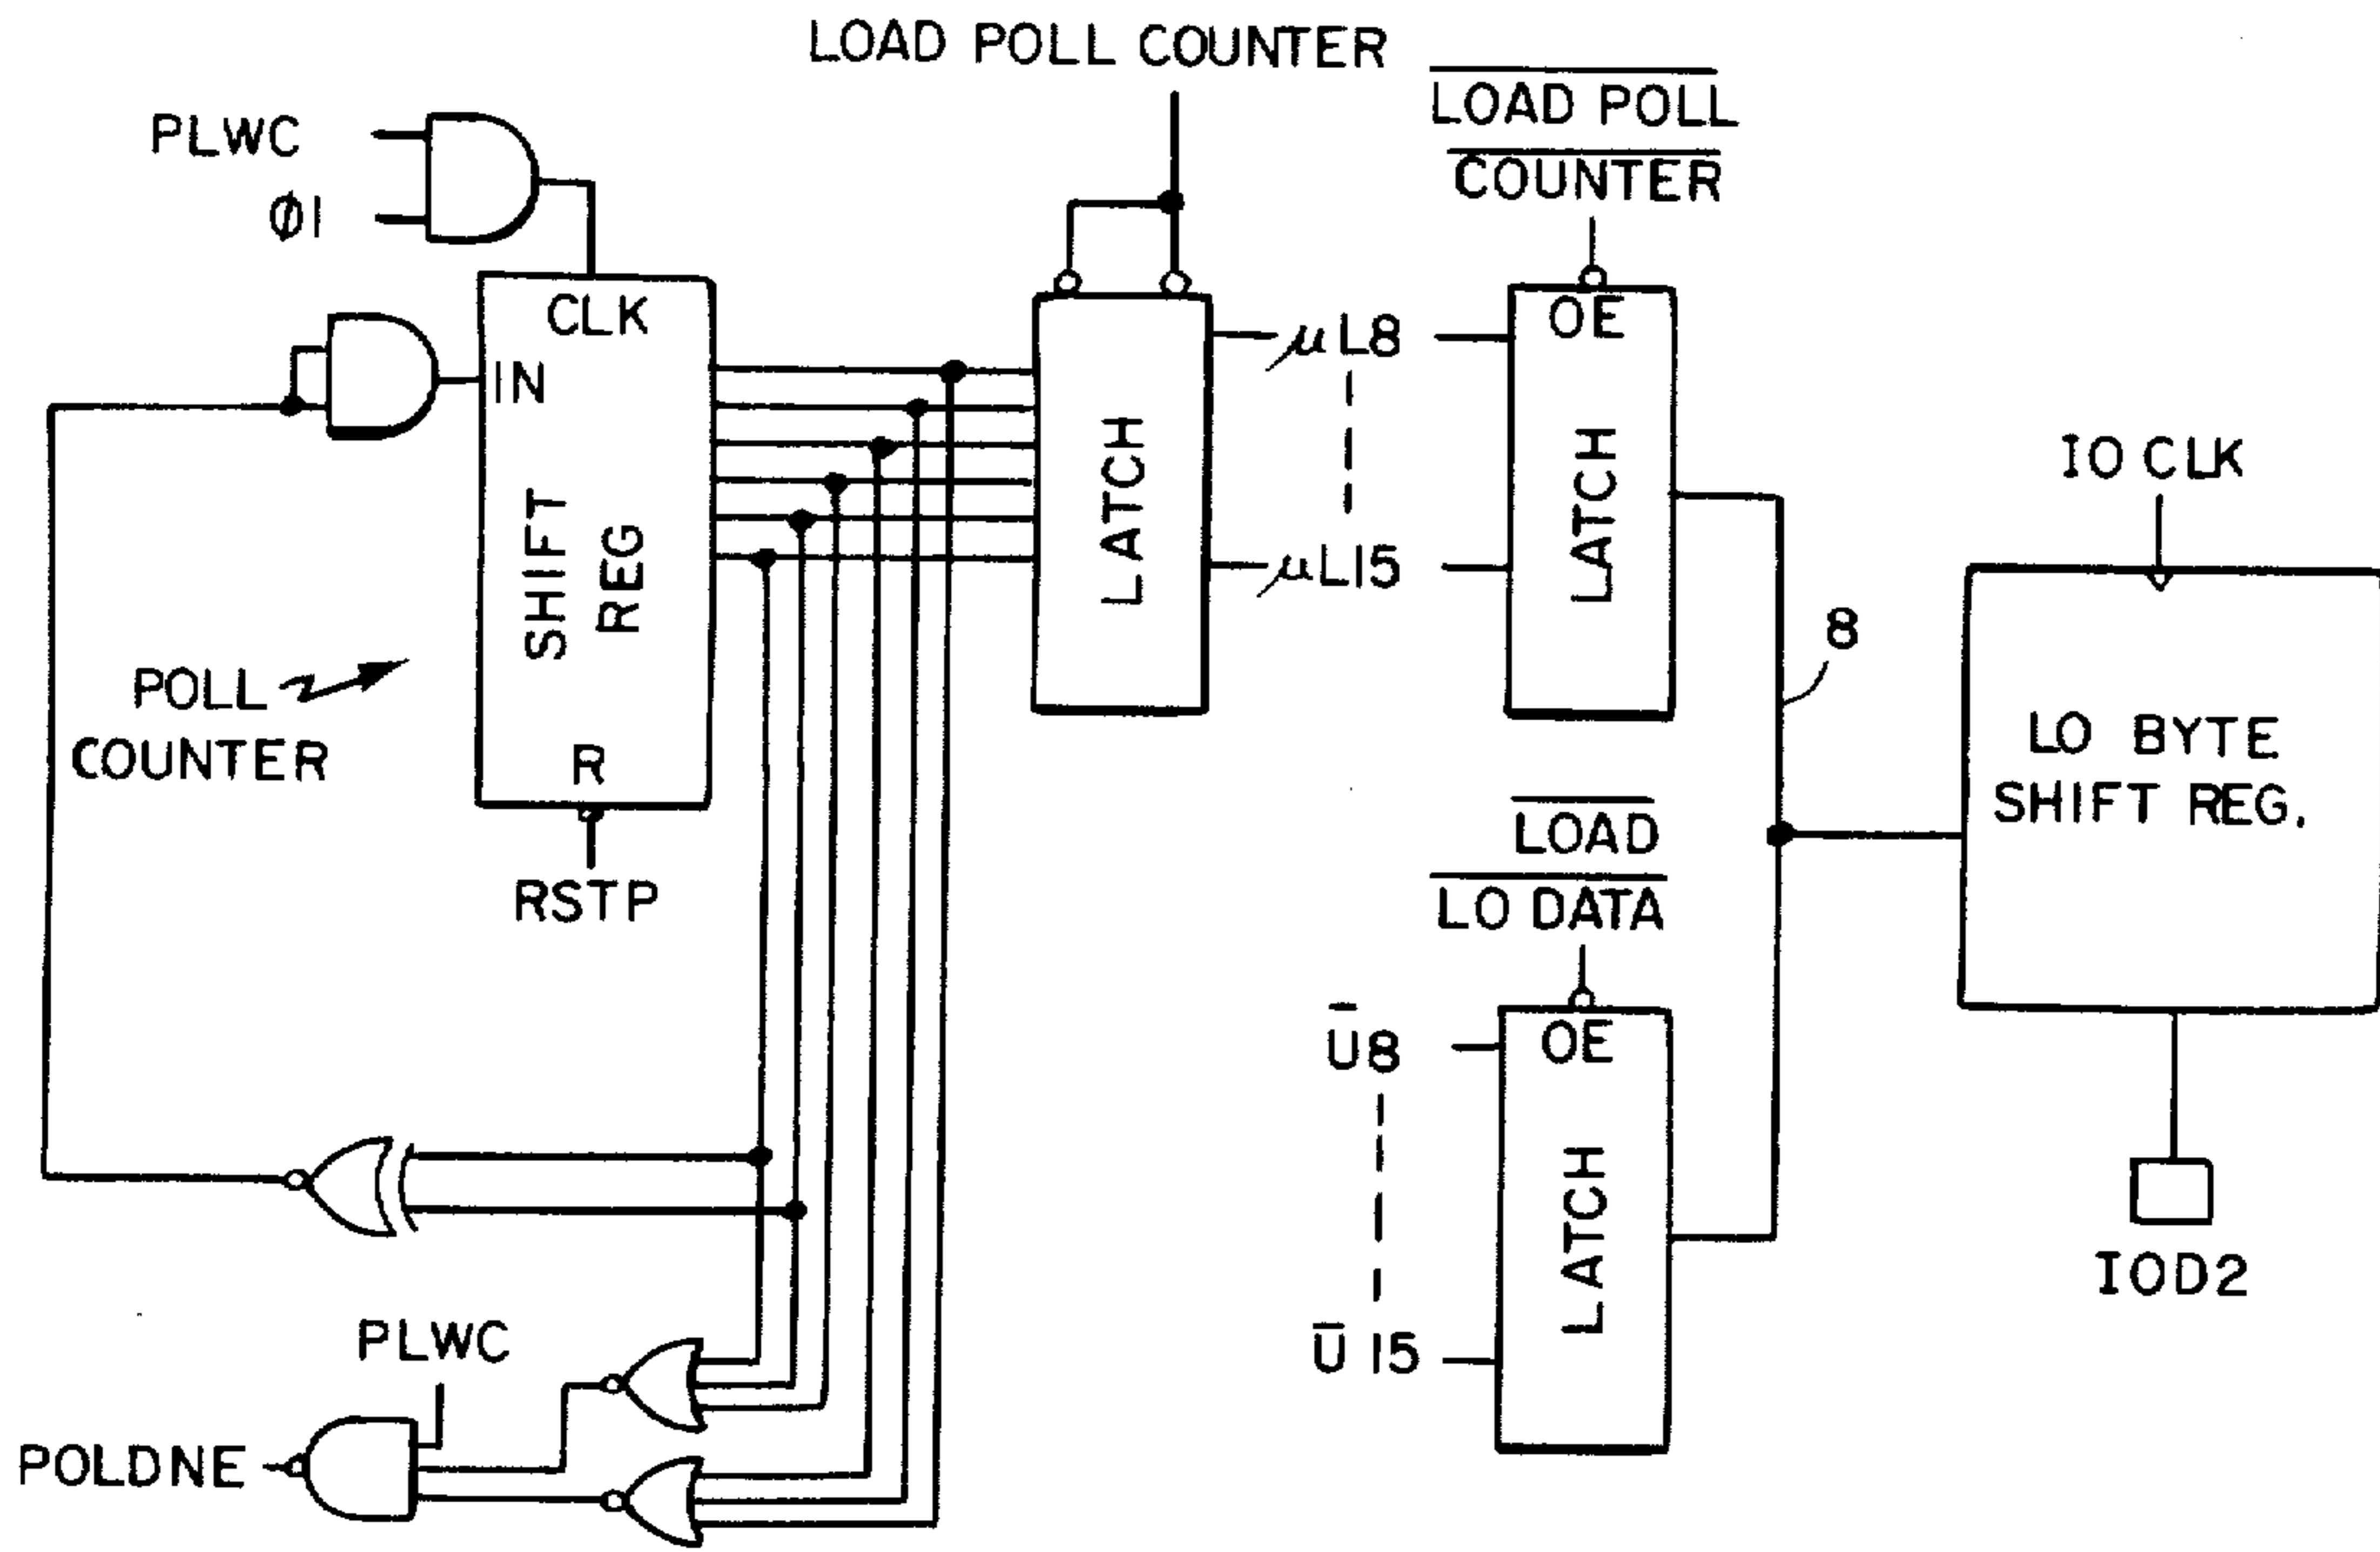 LOAD POLL COUNTER
LOAD POLL
COUNTER
PLWC
Ø1
CLK
IN
SHIFT
REG
R
RSTP
POLL
COUNTER
LATCH
μL8
μL15
OE
LATCH
8
IO CLK
LO BYTE
SHIFT REG.
IOD2
LOAD
LO DATA
OE
LATCH
Ū8
Ū 15
PLWC
POLDNE